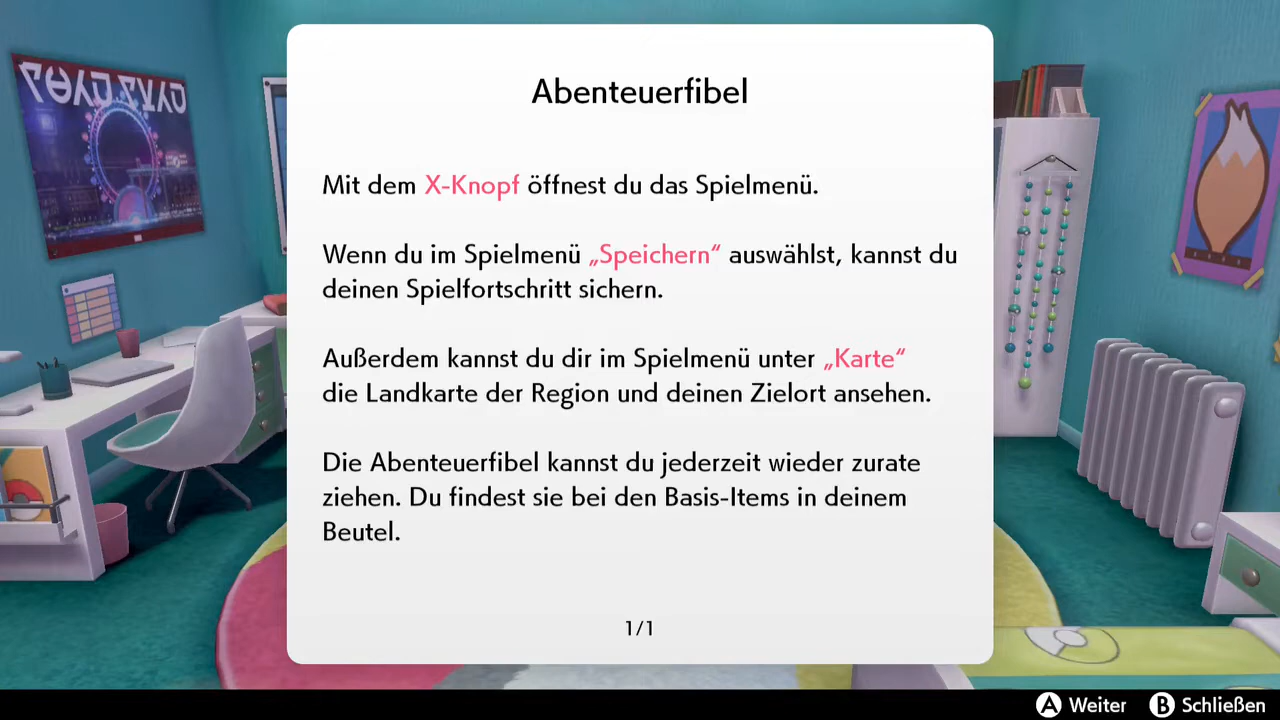 Abenteuerfibel
Mit dem X-Knopf öffnest du das Spielmenü.
Wenn du im Spielmenü „Speichern“ auswählst, kannst du
deinen Spielfortschritt sichern.
Außerdem kannst du dir im Spielmenü unter „Karte“
die Landkarte der Region und deinen Zielort ansehen.
Die Abenteuerfibel kannst du jederzeit wieder zurate
ziehen. Du findest sie bei den Basis-Items in deinem
Beutel.
1/1
A Weiter B Schließen